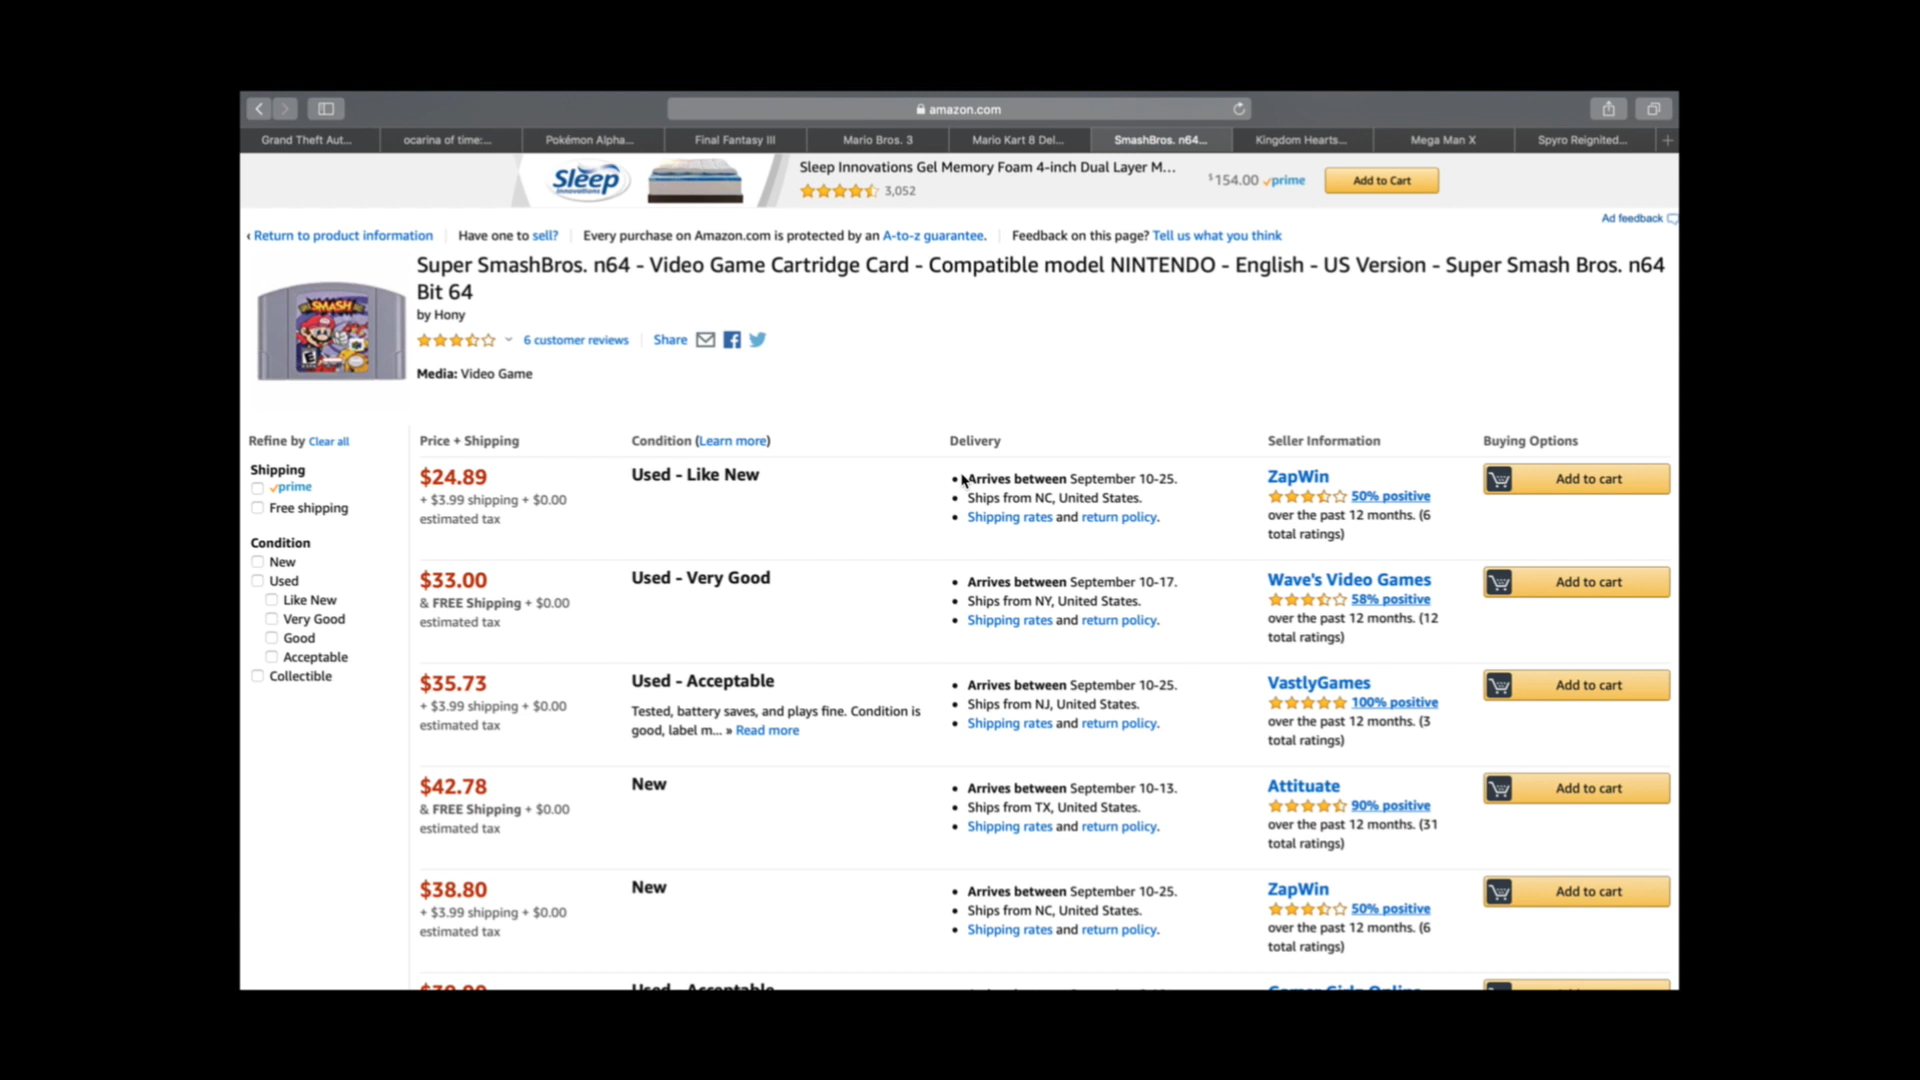 amazon.com
Grand Theft Aut...
ocarina of time:...
Pokémon Alpha...
Final Fantasy III
Mario Bros. 3
Mario Kart 8 Del...
SmashBros. n64...
Kingdom Hearts...
Mega Man X
Spyro Reignited...
Sleep
Sleep Innovations Gel Memory Foam 4-inch Dual Layer M...
3,052
$154.00 prime
Add to Cart
Ad feedback
‹ Return to product information
Have one to sell?
Every purchase on Amazon.com is protected by an A-to-z guarantee.
Feedback on this page? Tell us what you think
Super SmashBros. n64 - Video Game Cartridge Card - Compatible model NINTENDO - English - US Version - Super Smash Bros. n64
Bit 64
by Hony
6 customer reviews
Share
Media: Video Game
SMASH
E
Refine by Clear all
Shipping
prime
Free shipping
Condition
New
Used
Like New
Very Good
Good
Acceptable
Collectible
Price + Shipping
Condition (Learn more)
Delivery
Seller Information
Buying Options
$24.89
+ $3.99 shipping + $0.00
estimated tax
Used - Like New
• Arrives between September 10-25.
• Ships from NC, United States.
• Shipping rates and return policy.
ZapWin
50% positive
over the past 12 months. (6
total ratings)
Add to cart
$33.00
& FREE Shipping + $0.00
estimated tax
Used - Very Good
• Arrives between September 10-17.
• Ships from NY, United States.
• Shipping rates and return policy.
Wave's Video Games
58% positive
over the past 12 months. (12
total ratings)
Add to cart
$35.73
+ $3.99 shipping + $0.00
estimated tax
Used - Acceptable
Tested, battery saves, and plays fine. Condition is
good, label m... » Read more
• Arrives between September 10-25.
• Ships from NJ, United States.
• Shipping rates and return policy.
VastlyGames
100% positive
over the past 12 months. (3
total ratings)
Add to cart
$42.78
& FREE Shipping + $0.00
estimated tax
New
• Arrives between September 10-13.
• Ships from TX, United States.
• Shipping rates and return policy.
Attituate
90% positive
over the past 12 months. (31
total ratings)
Add to cart
$38.80
+ $3.99 shipping + $0.00
estimated tax
New
• Arrives between September 10-25.
• Ships from NC, United States.
• Shipping rates and return policy.
ZapWin
50% positive
over the past 12 months. (6
total ratings)
Add to cart
Used - Acceptable